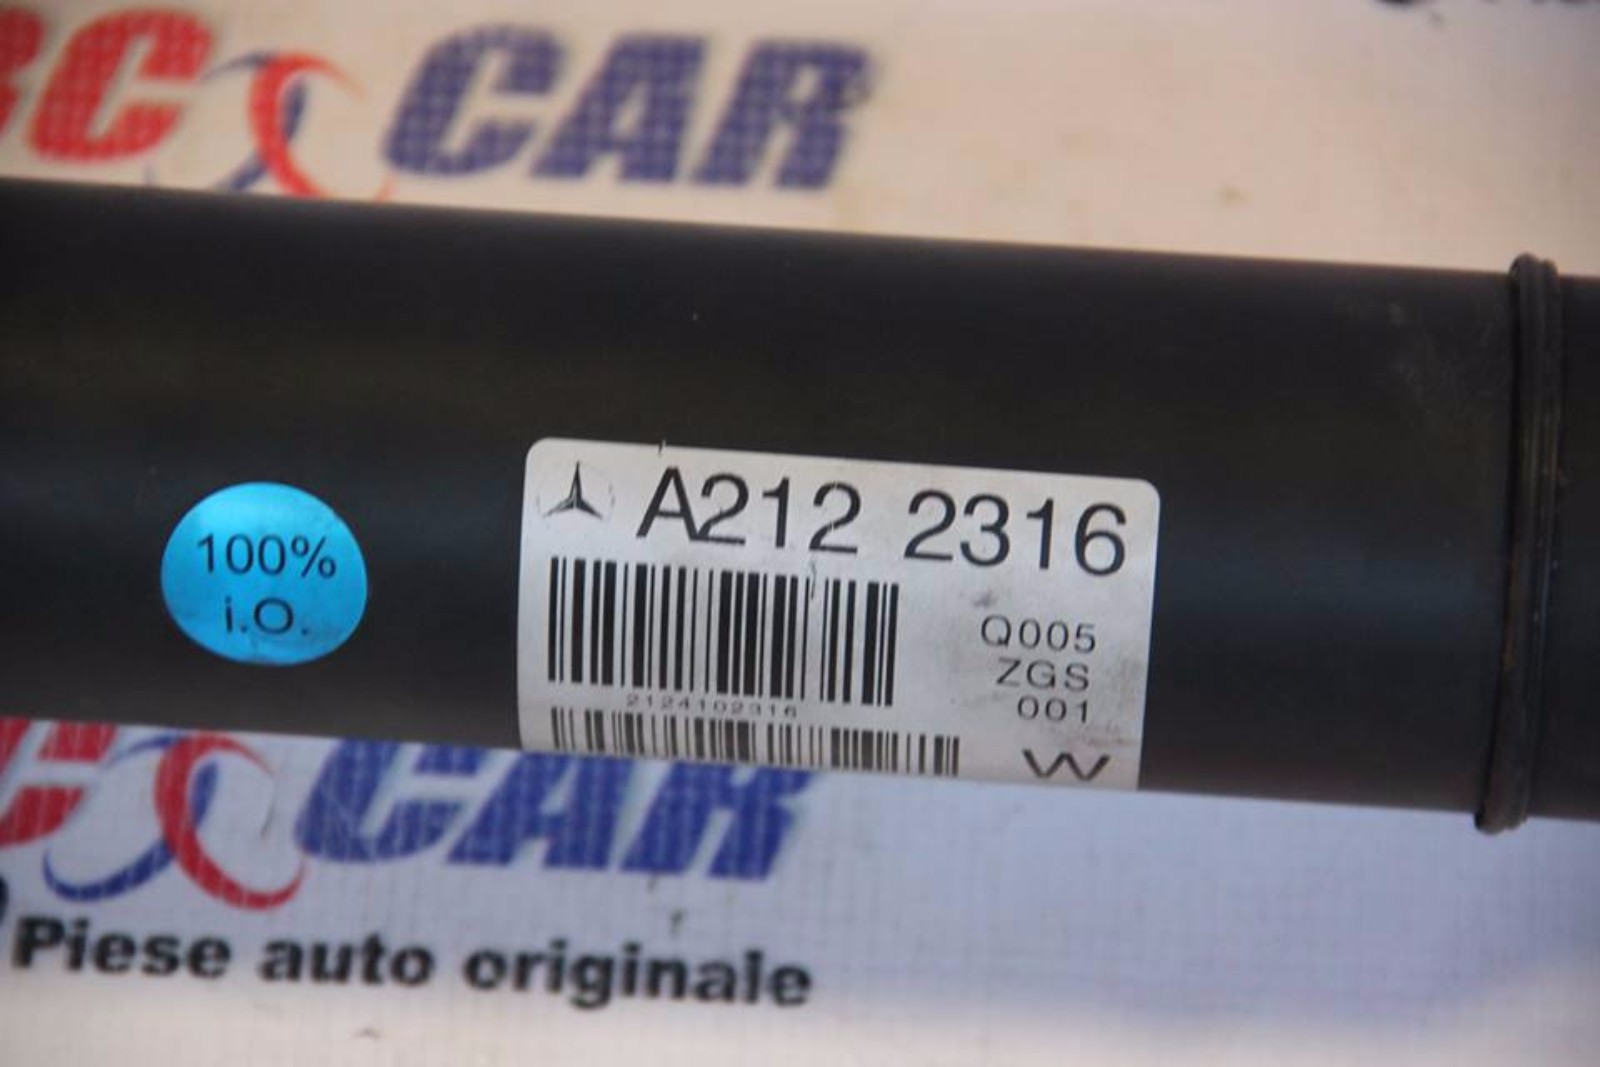 CAR
100%
i.O.
A212 2316
Q005
ZGS
001
2124102316
W
CAR
Piese auto originale